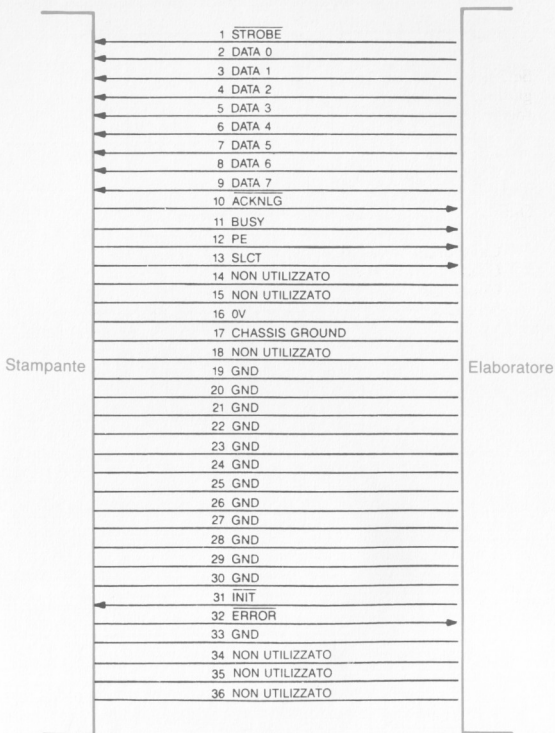 1 STROBE
2 DATA 0
3 DATA 1
4 DATA 2
5 DATA 3
6 DATA 4
7 DATA 5
8 DATA 6
9 DATA 7
10 ACKNLG
11 BUSY
12 PE
13 SLCT
14 NON UTILIZZATO
15 NON UTILIZZATO
16 0V
17 CHASSIS GROUND
18 NON UTILIZZATO
Stampante
Elaboratore
19 GND
20 GND
21 GND
22 GND
23 GND
24 GND
25 GND
26 GND
27 GND
28 GND
29 GND
30 GND
31 INIT
32 ERROR
33 GND
34 NON UTILIZZATO
35 NON UTILIZZATO
36 NON UTILIZZATO